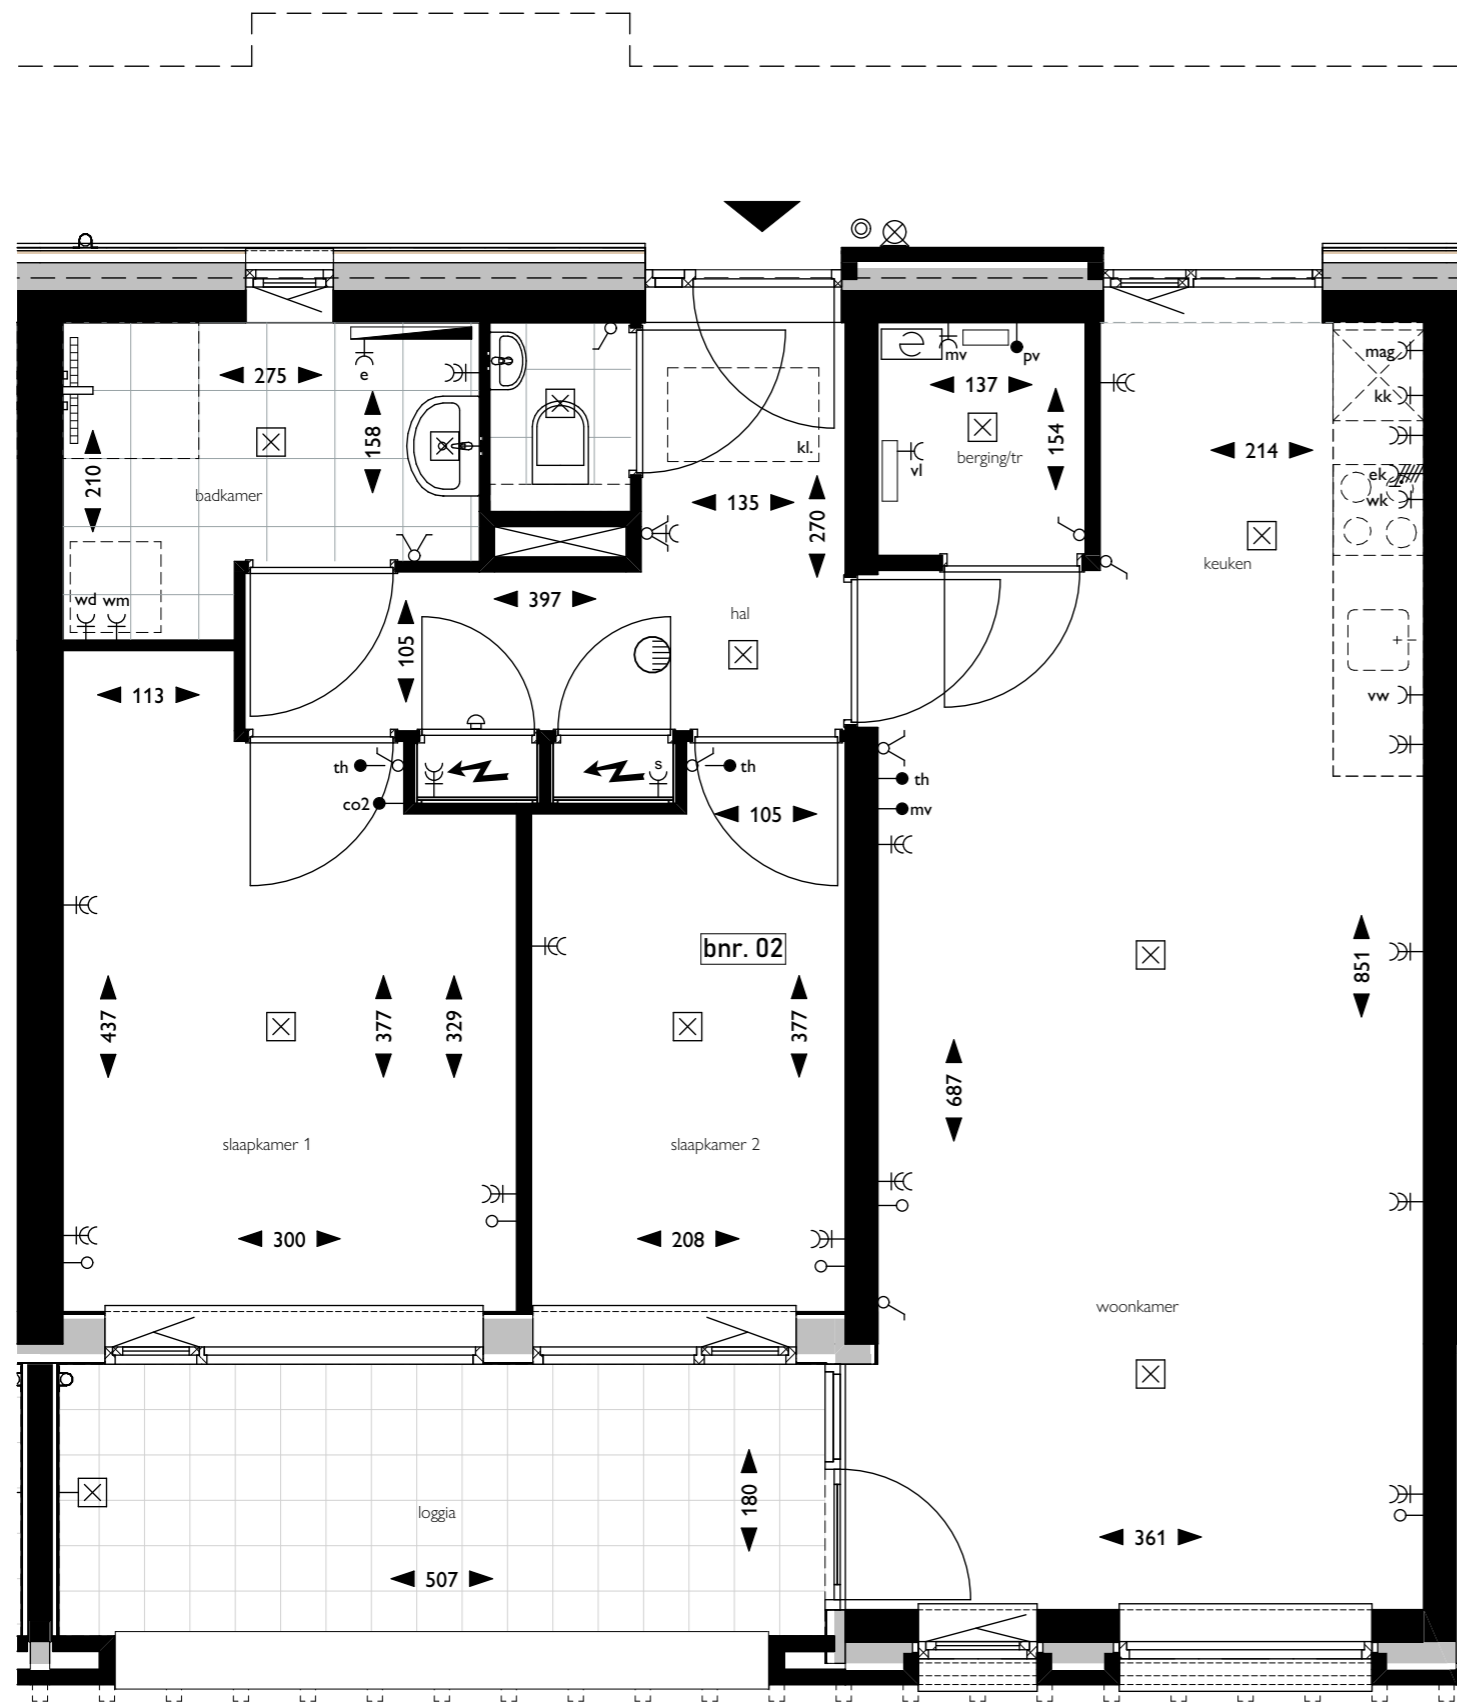 275
e
mv
pv
mag
137
kk
kl.
210
158
154
214
badkamer
berging/tr
vl
ek
wk
135
270
keuken
wd wm
397
hal
105
113
vw
th
s
th
th
co2
mv
105
bnr. 02
437
377
329
377
851
687
slaapkamer 1
slaapkamer 2
300
208
woonkamer
180
loggia
361
507